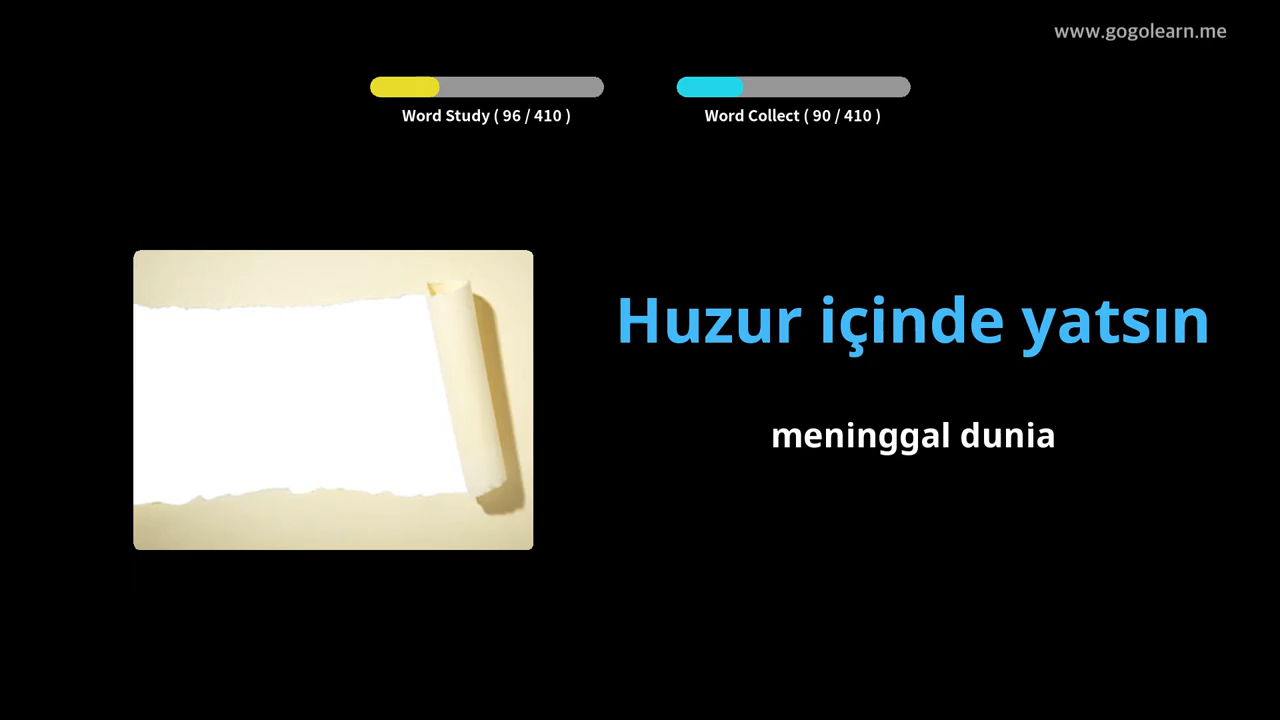 www.gogolearn.me
Word Study ( 96 / 410 )
Word Collect ( 90 / 410 )
Huzur içinde yatsın
meninggal dunia